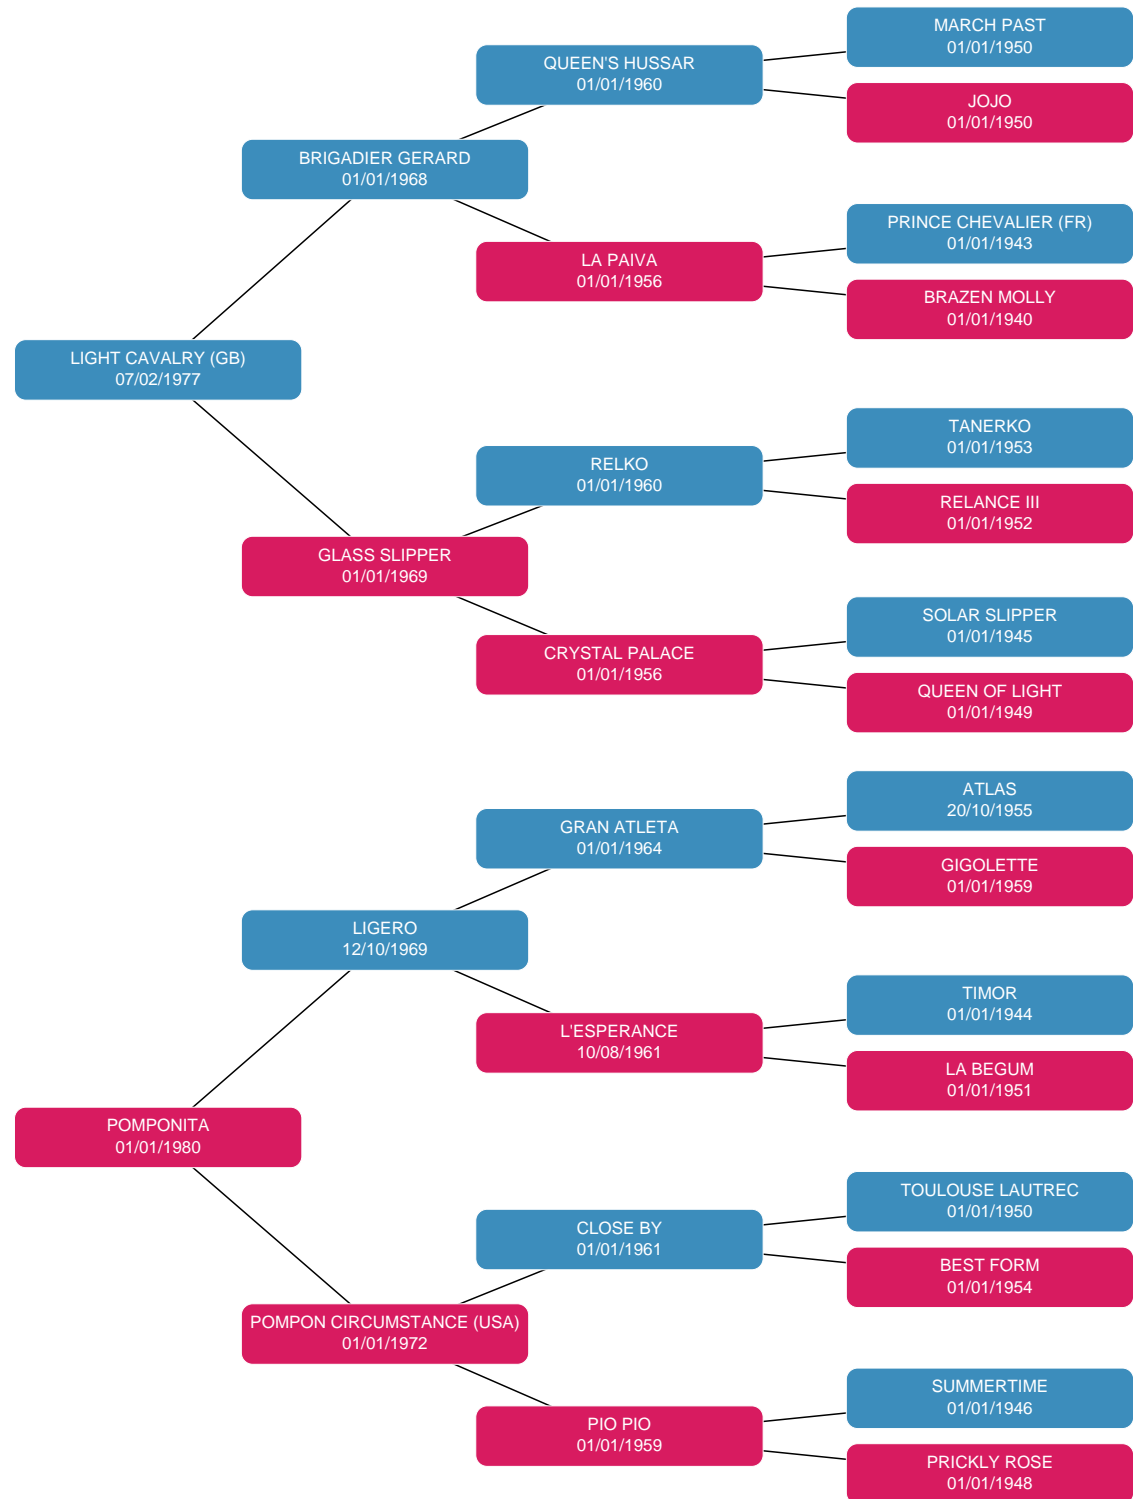 MARCH PAST
01/01/1950
QUEEN'S HUSSAR
01/01/1960
JOJO
01/01/1950
BRIGADIER GERARD
01/01/1968
PRINCE CHEVALIER (FR)
01/01/1943
LA PAIVA
01/01/1956
BRAZEN MOLLY
01/01/1940
LIGHT CAVALRY (GB)
07/02/1977
TANERKO
01/01/1953
RELKO
01/01/1960
RELANCE III
01/01/1952
GLASS SLIPPER
01/01/1969
SOLAR SLIPPER
01/01/1945
CRYSTAL PALACE
01/01/1956
QUEEN OF LIGHT
01/01/1949
ATLAS
20/10/1955
GRAN ATLETA
01/01/1964
GIGOLETTE
01/01/1959
LIGERO
12/10/1969
TIMOR
01/01/1944
L'ESPERANCE
10/08/1961
LA BEGUM
01/01/1951
POMPONITA
01/01/1980
TOULOUSE LAUTREC
01/01/1950
CLOSE BY
01/01/1961
BEST FORM
01/01/1954
POMPON CIRCUMSTANCE (USA)
01/01/1972
SUMMERTIME
01/01/1946
PIO PIO
01/01/1959
PRICKLY ROSE
01/01/1948